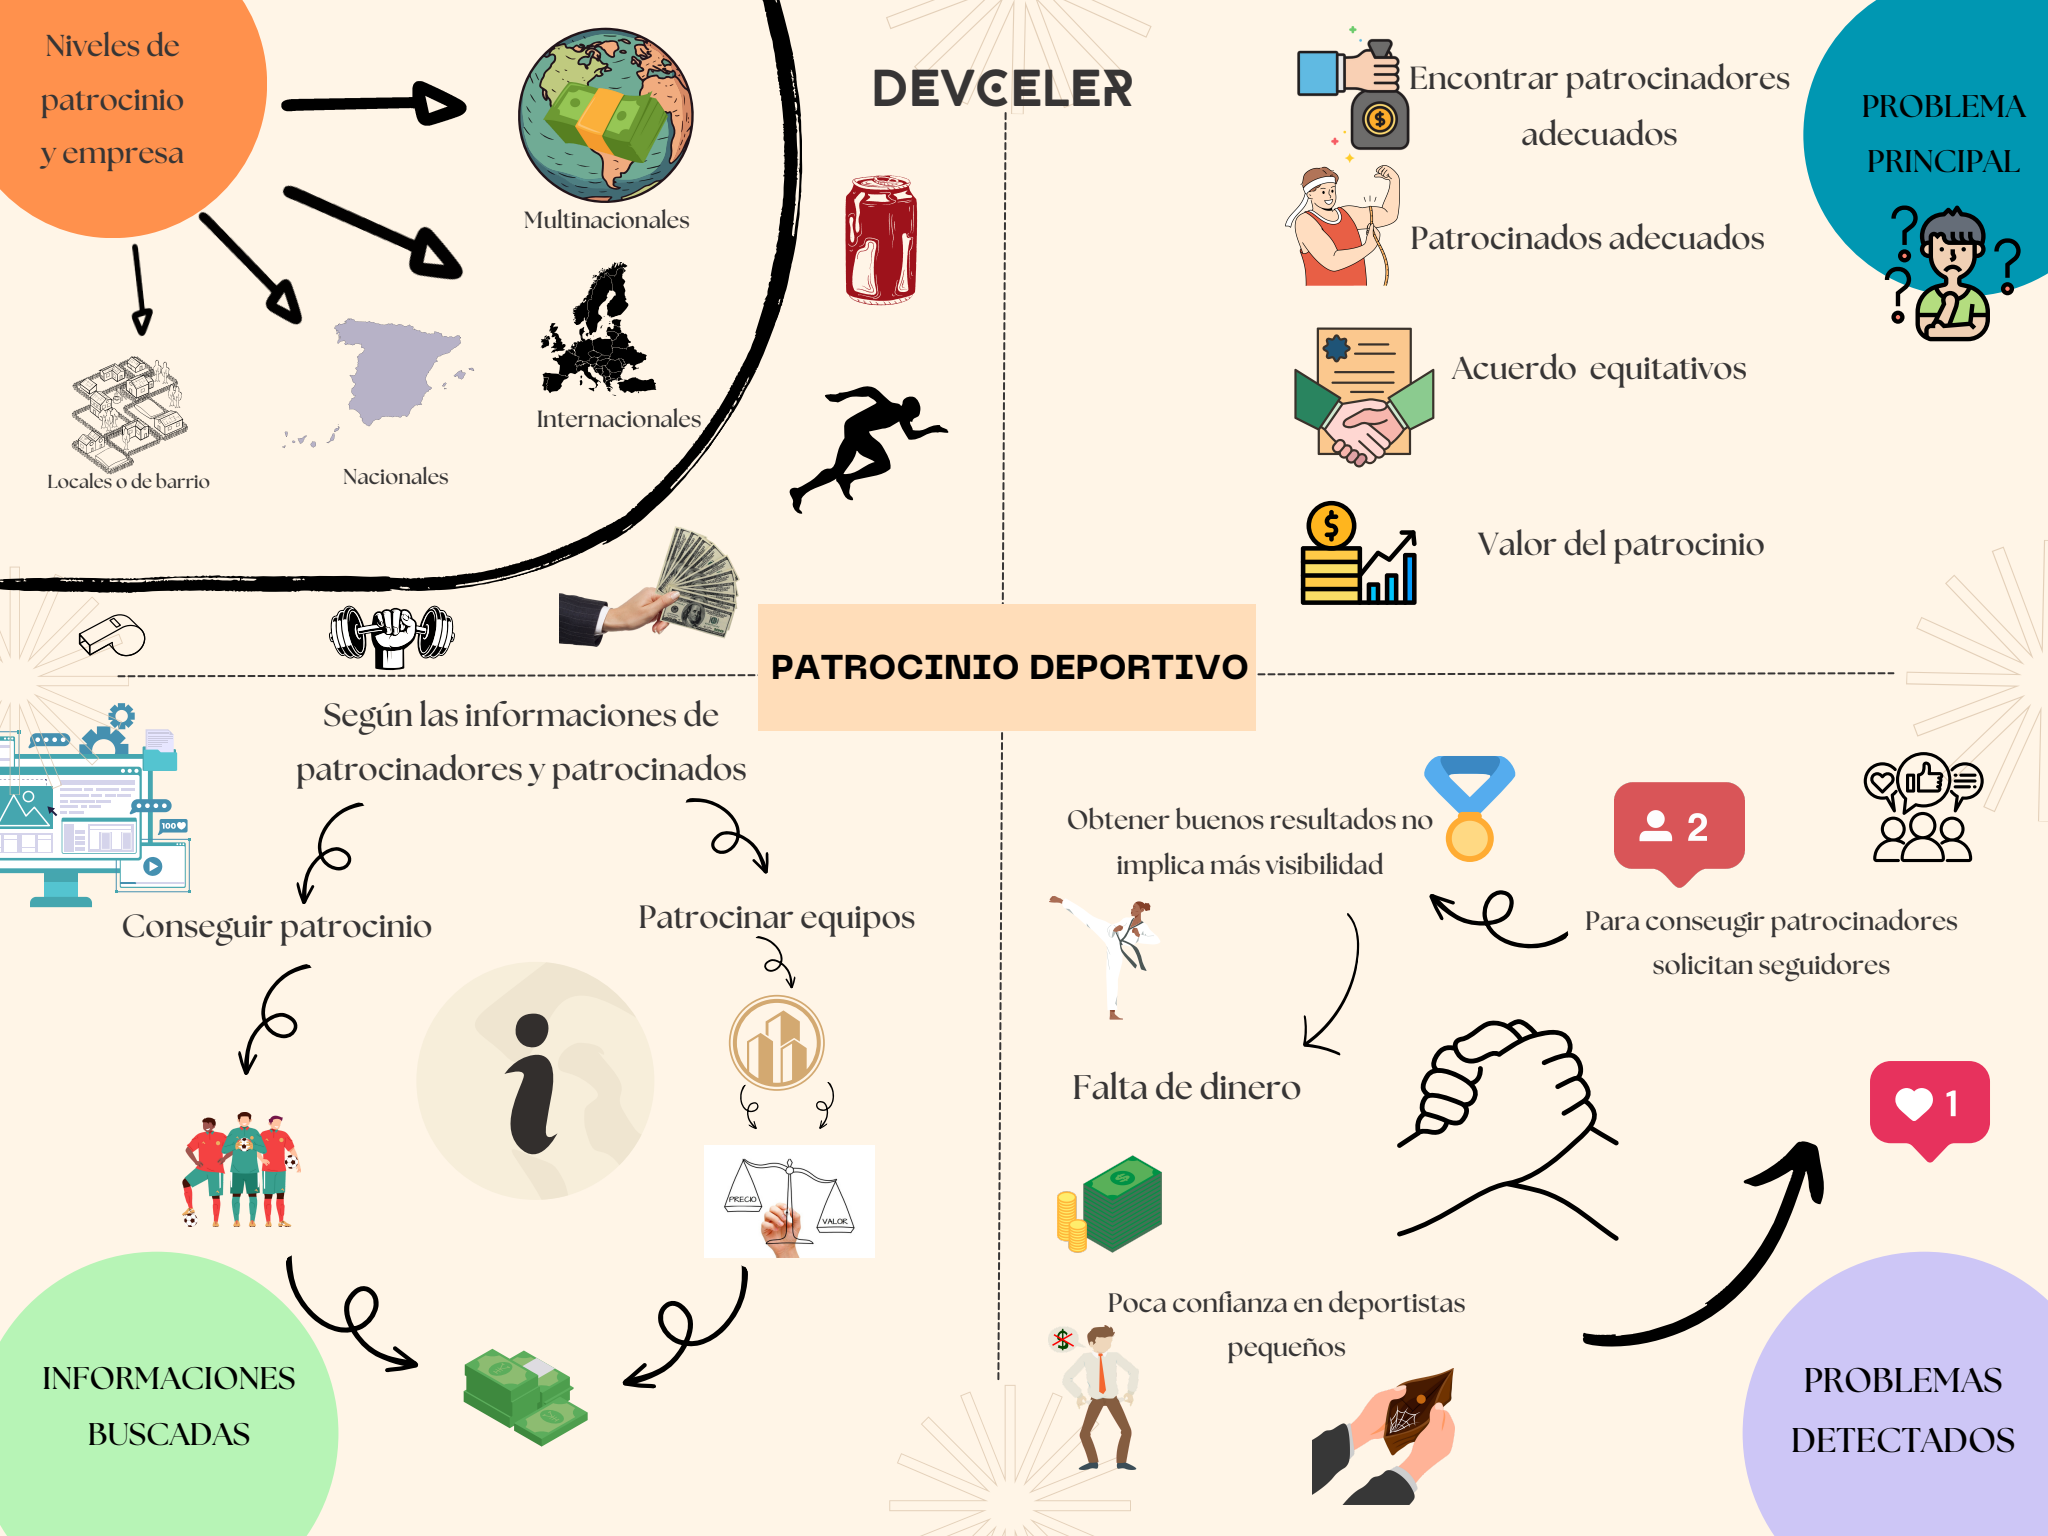 Niveles de
patrocinio
y empresa
Multinacionales
Internacionales
Nacionales
Locales o de barrio
DEVCELER
Encontrar patrocinadores
adecuados
Patrocinados adecuados
Acuerdo equitativos
Valor del patrocinio
PROBLEMA
PRINCIPAL
PATROCINIO DEPORTIVO
Según las informaciones de
patrocinadores y patrocinados
100
Conseguir patrocinio
Patrocinar equipos
PRECIO
VALOR
INFORMACIONES
BUSCADAS
Obtener buenos resultados no
implica más visibilidad
2
Para conseugir patrocinadores
solicitan seguidores
Falta de dinero
1
Poca confianza en deportistas
pequeños
PROBLEMAS
DETECTADOS